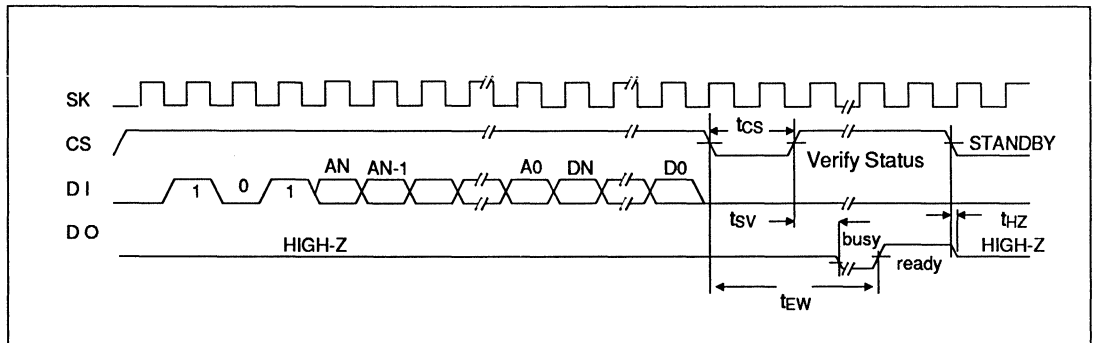 SK
CS
tCS
STANDBY
Verify Status
DI
1
0
1
AN
AN-1
A0
DN
D0
tSV
tHZ
DO
HIGH-Z
busy
ready
HIGH-Z
tEW